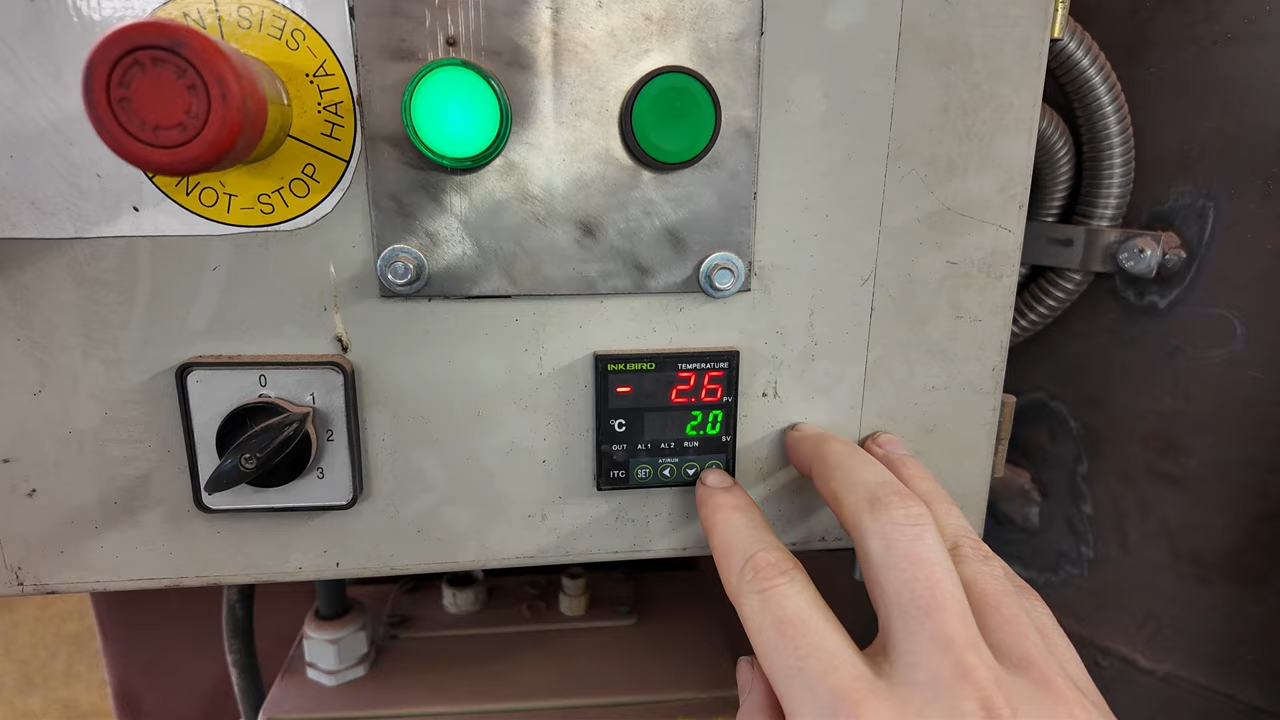 HÄTÄ-SEIS
NOT-STOP
INKBIRD TEMPERATURE
- 2.6 PV
°C 2.0 SV
OUT AL1 AL2 RUN
AT/RUN
ITC SET
0
1
2
3